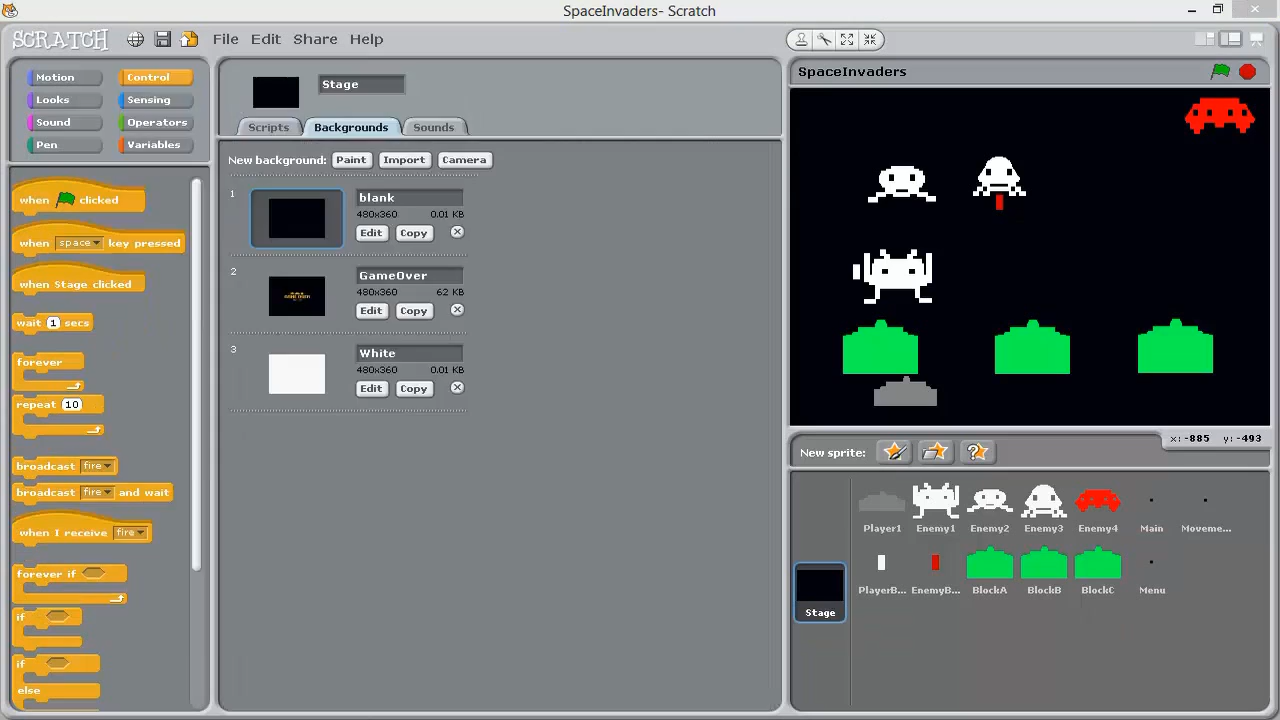 SpaceInvaders- Scratch
SCRATCH File Edit Share Help
Motion Control
Looks Sensing
Sound Operators
Pen Variables
when clicked
when space key pressed
when Stage clicked
wait 1 secs
forever
repeat 10
broadcast fire
broadcast fire and wait
when I receive fire
forever if
if
if
else
Stage
Scripts Backgrounds Sounds
New background: Paint Import Camera
1 blank
480x360 0.01 KB
Edit Copy
2 GameOver
480x360 62 KB
Edit Copy
3 White
480x360 0.01 KB
Edit Copy
SpaceInvaders
x: -885 y: -493
New sprite:
Player1 Enemy1 Enemy2 Enemy3 Enemy4 Main Moveme...
PlayerB... EnemyB... BlockA BlockB BlockC Menu
Stage